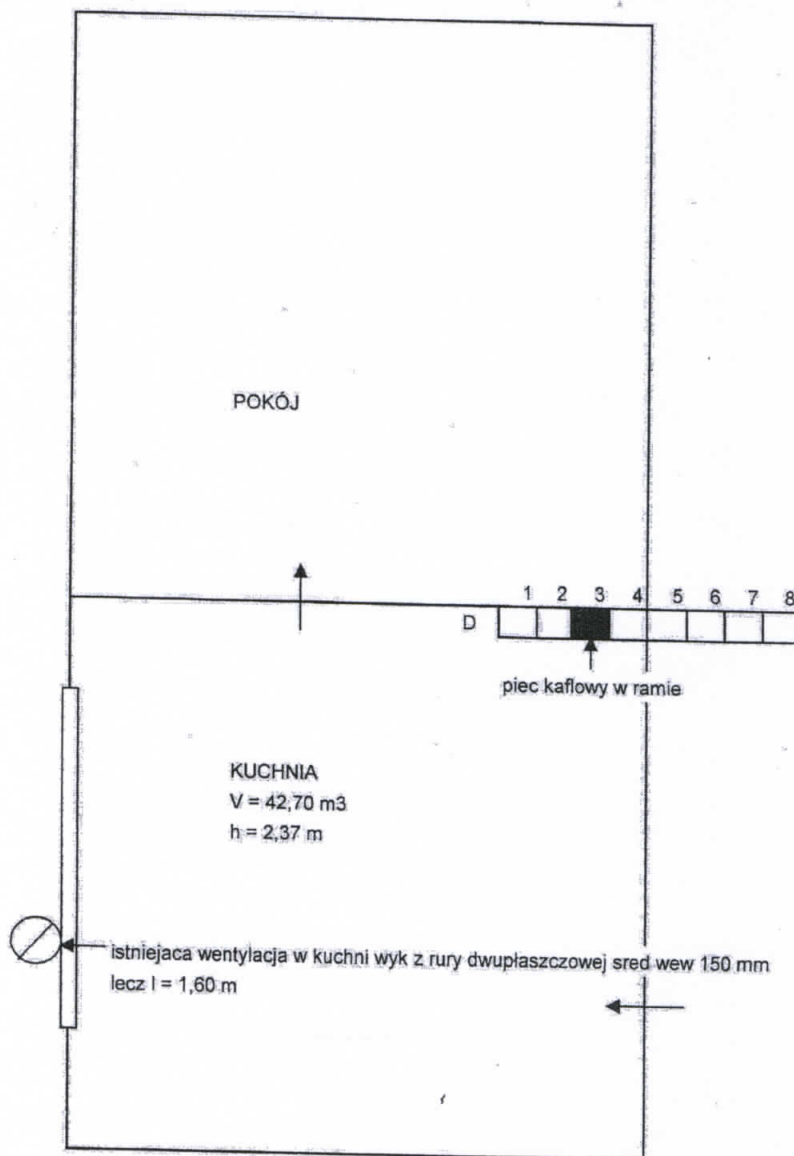 POKÓJ
1 2 3 4 5 6 7 8
D
piec kaflowy w ramie
KUCHNIA
V = 42,70 m3
h = 2,37 m
istniejaca wentylacja w kuchni wyk z rury dwupłaszczowej sred wew 150 mm
lecz l = 1,60 m